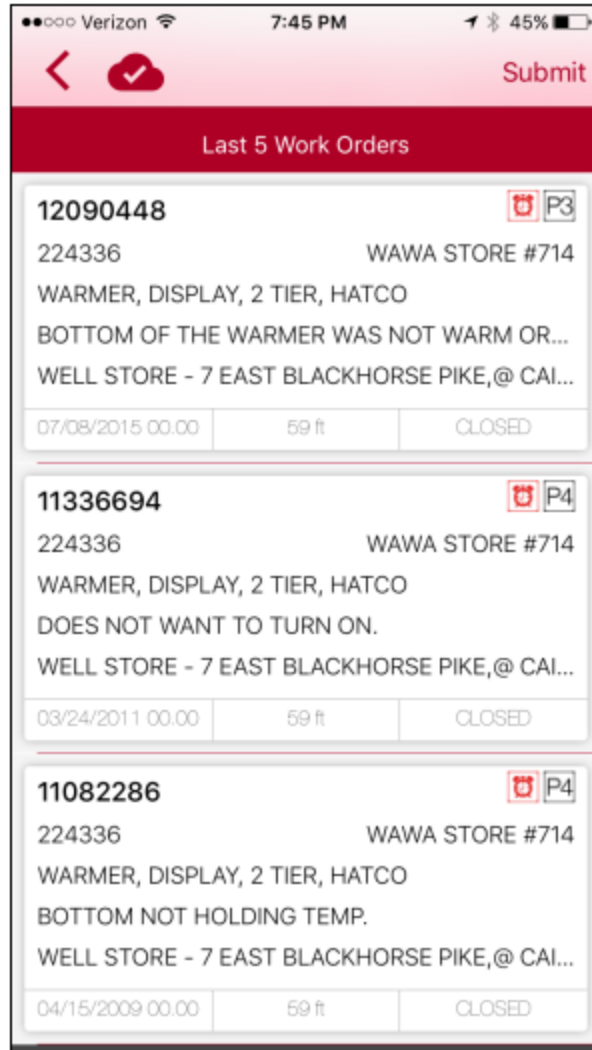 Verizon 7:45 PM 45%
Submit
Last 5 Work Orders
12090448 P3
224336 WAWA STORE #714
WARMER, DISPLAY, 2 TIER, HATCO
BOTTOM OF THE WARMER WAS NOT WARM OR...
WELL STORE - 7 EAST BLACKHORSE PIKE,@ CAI...
07/08/2015 00.00 59 ft CLOSED
11336694 P4
224336 WAWA STORE #714
WARMER, DISPLAY, 2 TIER, HATCO
DOES NOT WANT TO TURN ON.
WELL STORE - 7 EAST BLACKHORSE PIKE,@ CAI...
03/24/2011 00.00 59 ft CLOSED
11082286 P4
224336 WAWA STORE #714
WARMER, DISPLAY, 2 TIER, HATCO
BOTTOM NOT HOLDING TEMP.
WELL STORE - 7 EAST BLACKHORSE PIKE,@ CAI...
04/15/2009 00.00 59 ft CLOSED